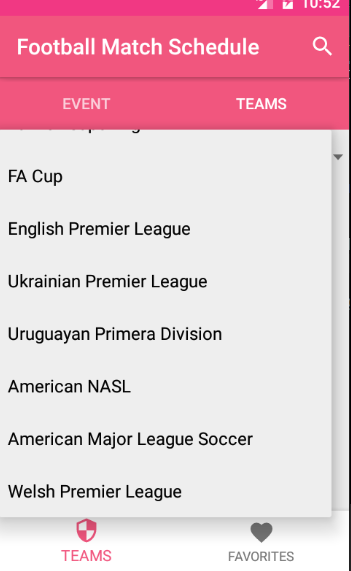 10:52
Football Match Schedule
EVENT TEAMS
FA Cup
English Premier League
Ukrainian Premier League
Uruguayan Primera Division
American NASL
American Major League Soccer
Welsh Premier League
TEAMS FAVORITES